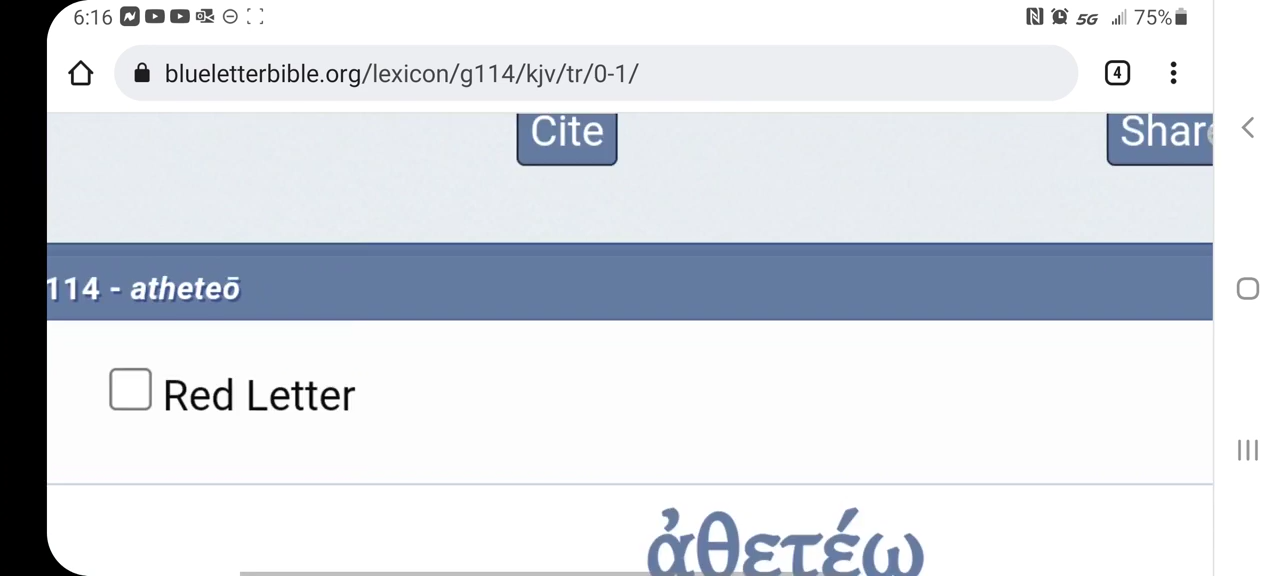 6:16 5G 75%
blueletterbible.org/lexicon/g114/kjv/tr/0-1/ 4
Cite Share
114 - atheteō
Red Letter
ἀθετέω